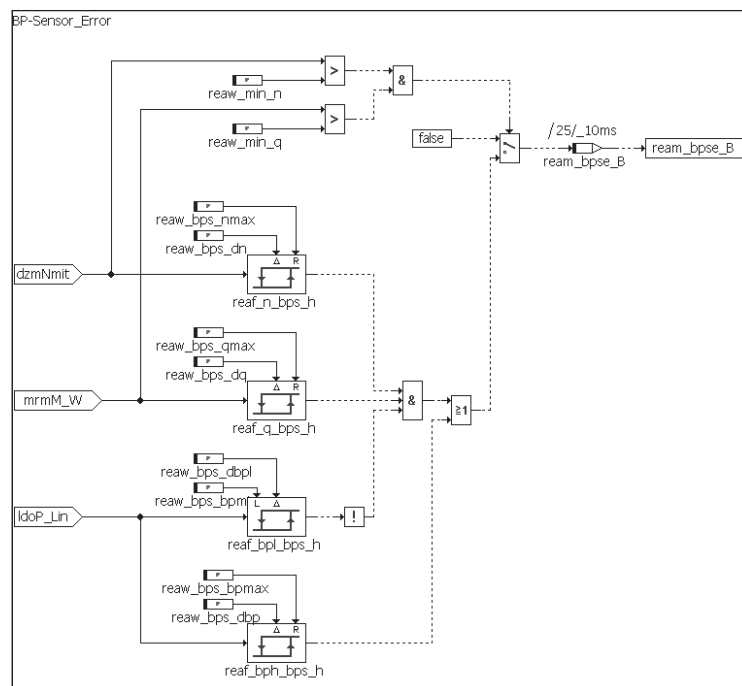 BP-Sensor_Error
>
reaw_min_n
&
>
reaw_min_q
false
/25/_10ms
ream_bpse_B
ream_bpse_B
reaw_bps_nmax
reaw_bps_dn
Δ R
dzmNmit
reaf_n_bps_h
reaw_bps_qmax
reaw_bps_dq
Δ R
mrmM_W
&
≥1
reaf_q_bps_h
reaw_bps_dbpl
reaw_bps_bpm
L Δ
ldoP_Lin
!
reaf_bpl_bps_h
reaw_bps_bpmax
reaw_bps_dbp
Δ R
reaf_bph_bps_h